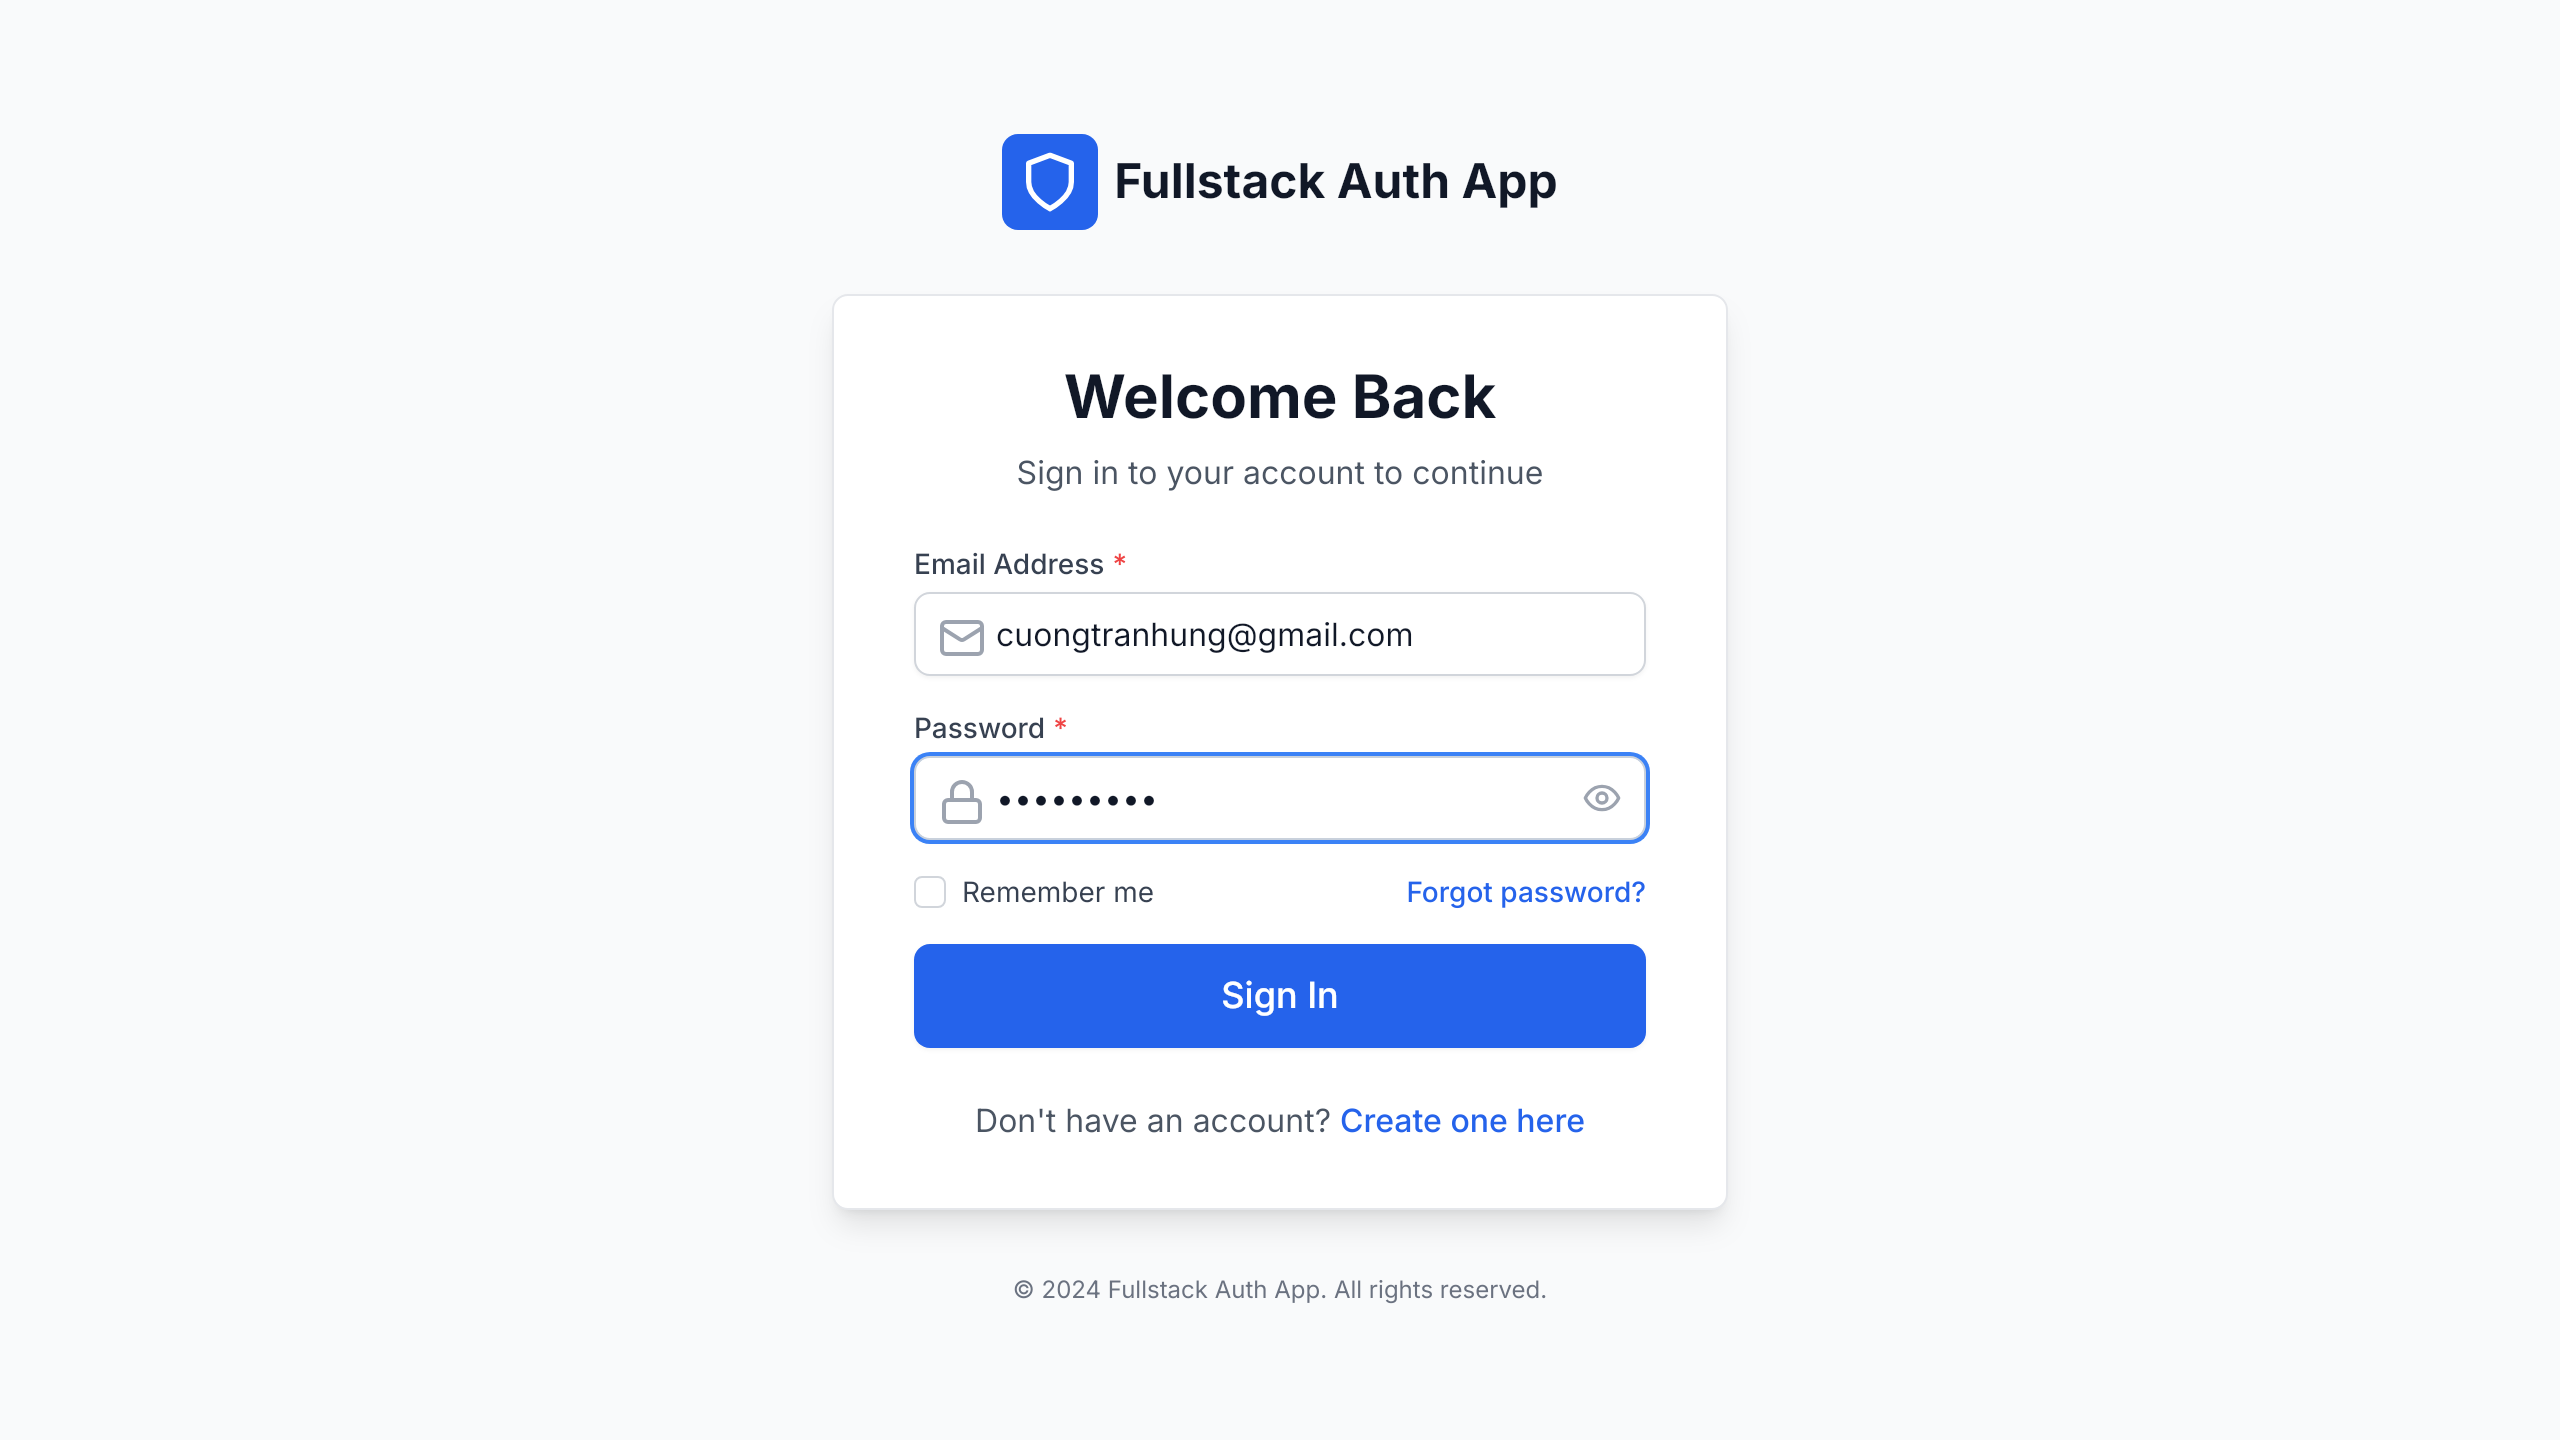 Fullstack Auth App
Welcome Back
Sign in to your account to continue
Email Address *
cuongtranhung@gmail.com
Password *
•••••••••
Remember me
Forgot password?
Sign In
Don't have an account? Create one here
© 2024 Fullstack Auth App. All rights reserved.